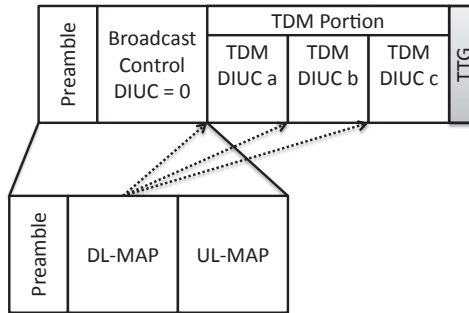 Preamble
Broadcast
Control
DIUC = 0
TDM Portion
TDM
DIUC a
TDM
DIUC b
TDM
DIUC c
TTG
Preamble
DL-MAP
UL-MAP